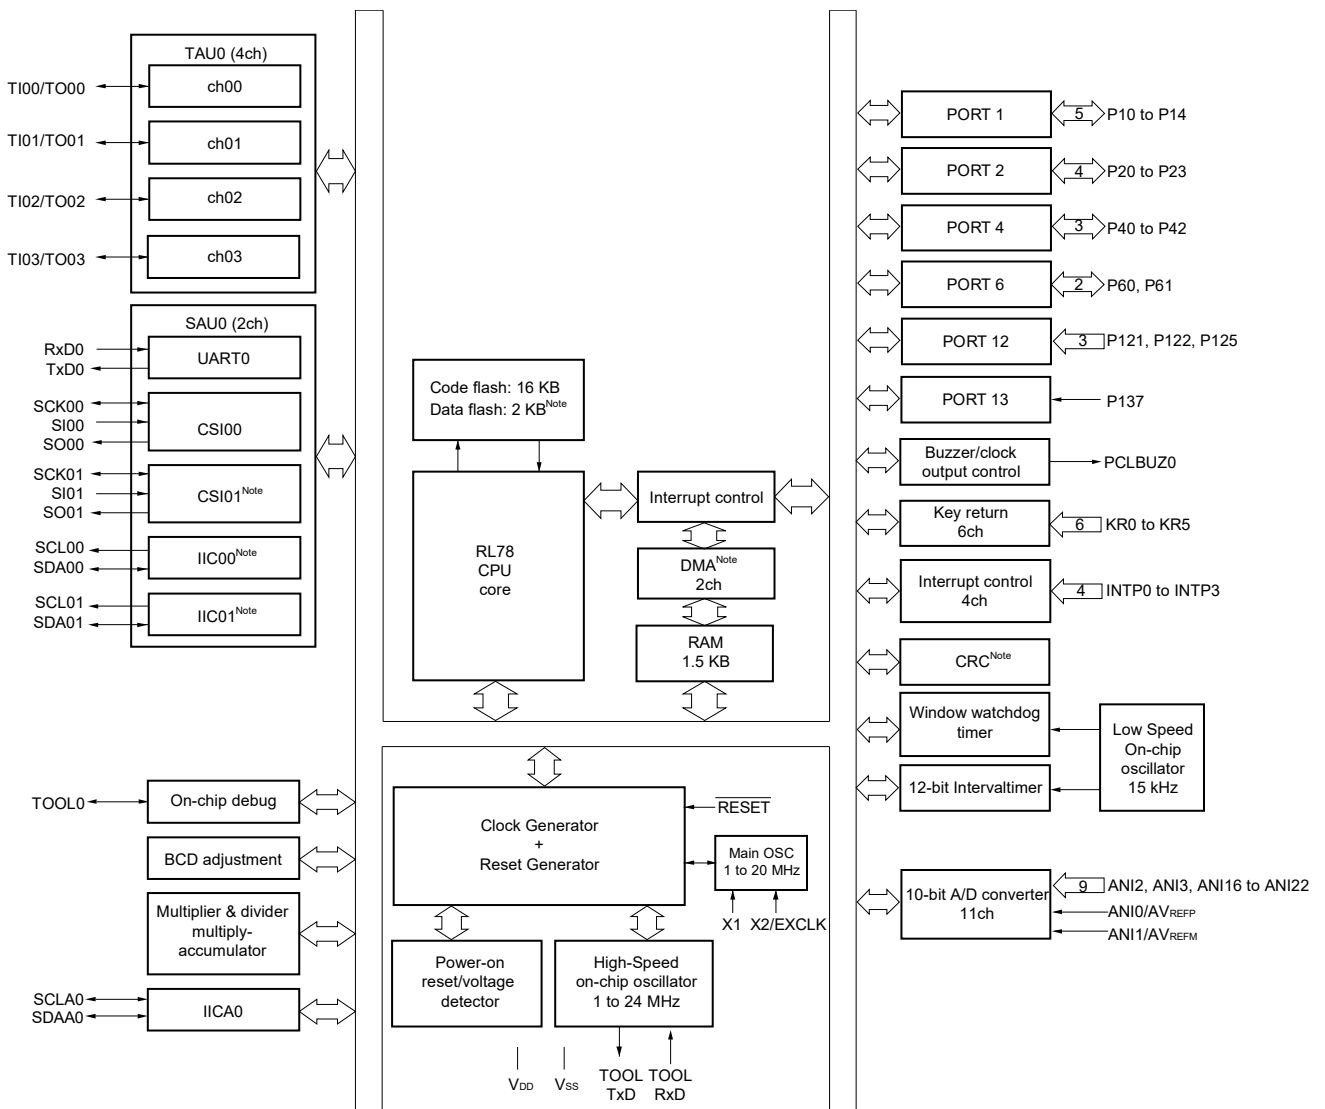 TAU0 (4ch)
TI00/TO00
ch00
TI01/TO01
ch01
TI02/TO02
ch02
TI03/TO03
ch03
SAU0 (2ch)
RxD0
TxD0
UART0
SCK00
SI00
SO00
CSI00
SCK01
SI01
SO01
CSI01Note
SCL00
SDA00
IIC00Note
SCL01
SDA01
IIC01Note
TOOL0
On-chip debug
BCD adjustment
Multiplier & divider
multiply-
accumulator
SCLA0
SDAA0
IICA0
Code flash: 16 KB
Data flash: 2 KBNote
RL78
CPU
core
Interrupt control
DMANote
2ch
RAM
1.5 KB
Clock Generator
+
Reset Generator
RESET
Main OSC
1 to 20 MHz
X1 X2/EXCLK
Power-on
reset/voltage
detector
High-Speed
on-chip oscillator
1 to 24 MHz
VDD
VSS
TOOL
TxD
TOOL
RxD
PORT 1
5
P10 to P14
PORT 2
4
P20 to P23
PORT 4
3
P40 to P42
PORT 6
2
P60, P61
PORT 12
3
P121, P122, P125
PORT 13
P137
Buzzer/clock
output control
PCLBUZ0
Key return
6ch
6
KR0 to KR5
Interrupt control
4ch
4
INTP0 to INTP3
CRCNote
Window watchdog
timer
12-bit Intervaltimer
Low Speed
On-chip
oscillator
15 kHz
10-bit A/D converter
11ch
9
ANI2, ANI3, ANI16 to ANI22
ANI0/AVREFP
ANI1/AVREFM